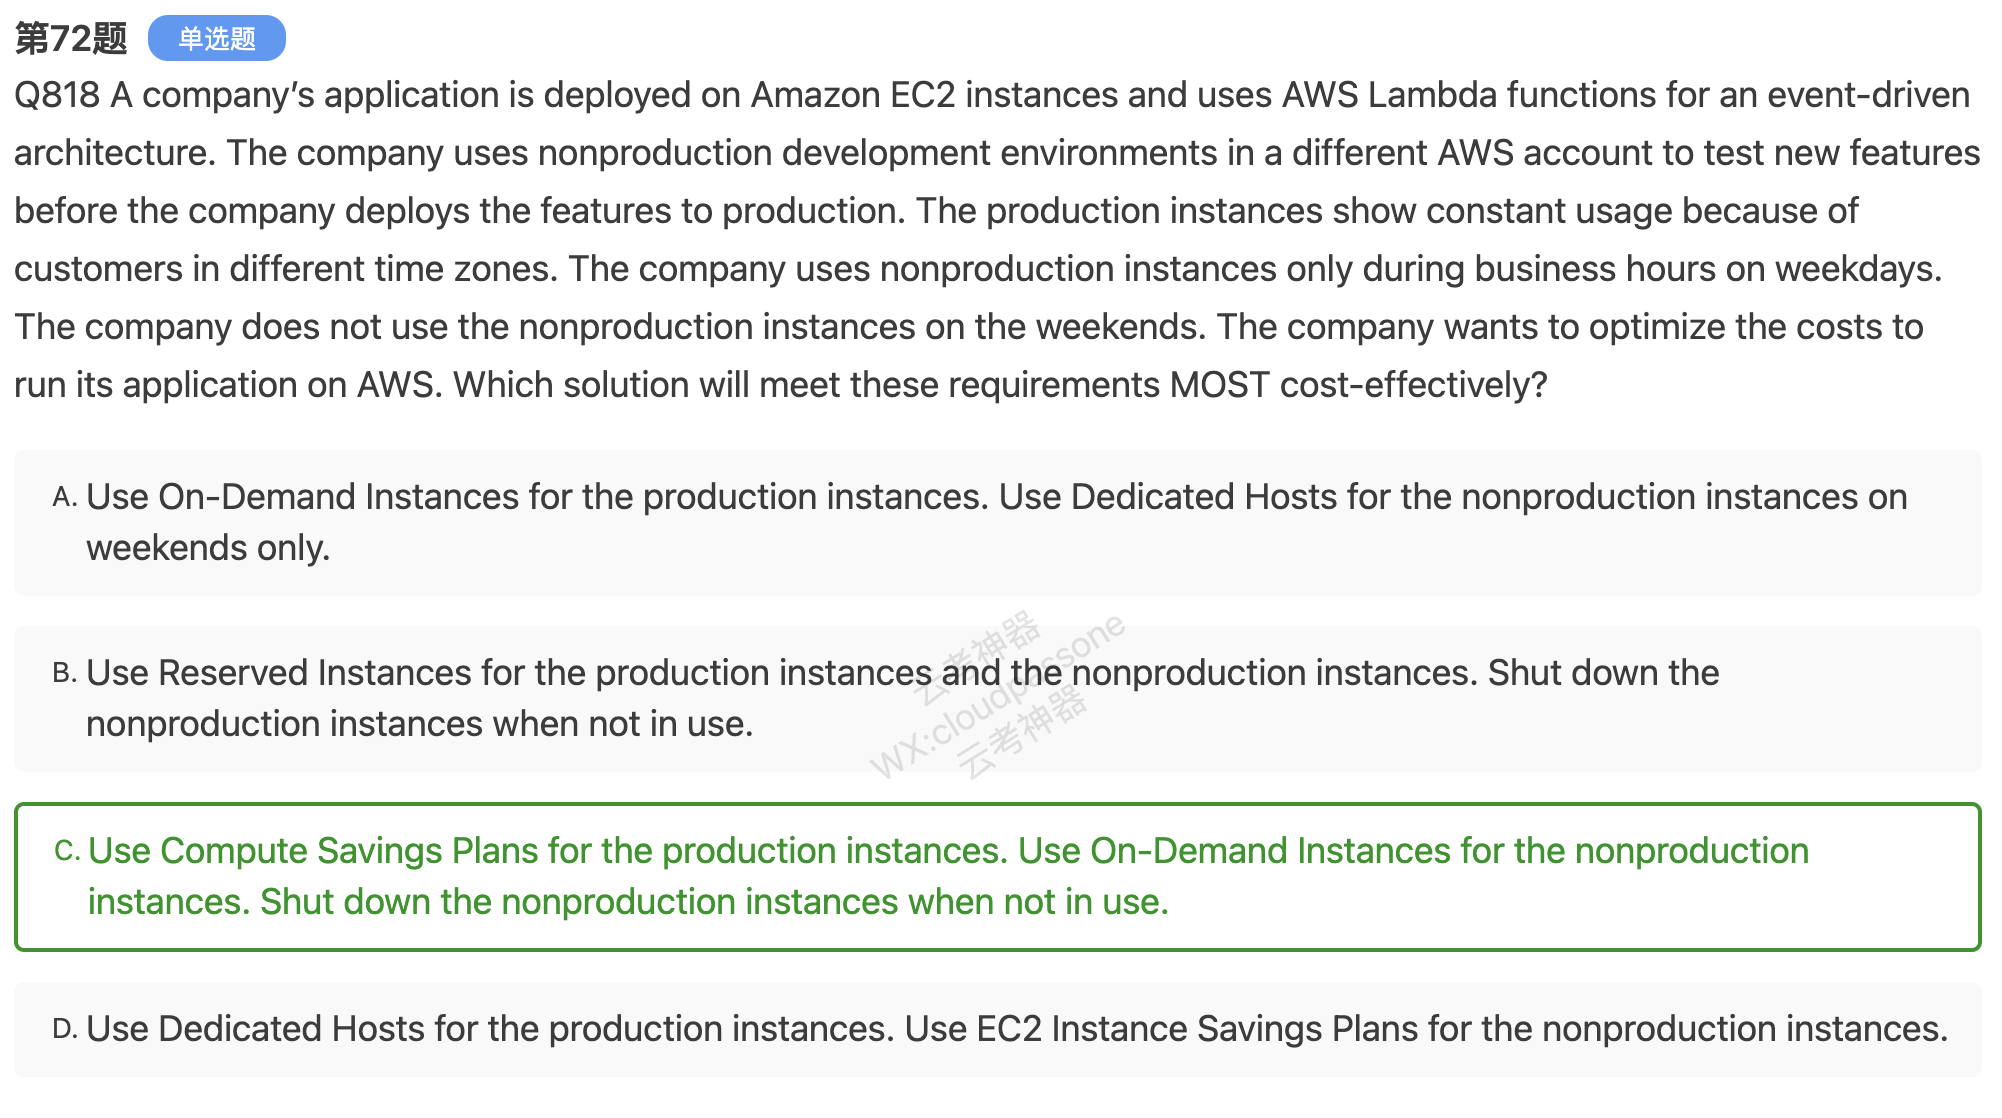 第72题 单选题
Q818 A company’s application is deployed on Amazon EC2 instances and uses AWS Lambda functions for an event-driven
architecture. The company uses nonproduction development environments in a different AWS account to test new features
before the company deploys the features to production. The production instances show constant usage because of
customers in different time zones. The company uses nonproduction instances only during business hours on weekdays.
The company does not use the nonproduction instances on the weekends. The company wants to optimize the costs to
run its application on AWS. Which solution will meet these requirements MOST cost-effectively?
A. Use On-Demand Instances for the production instances. Use Dedicated Hosts for the nonproduction instances on
weekends only.
B. Use Reserved Instances for the production instances and the nonproduction instances. Shut down the
nonproduction instances when not in use.
云考神器
WX:cloudpassone
云考神器
C. Use Compute Savings Plans for the production instances. Use On-Demand Instances for the nonproduction
instances. Shut down the nonproduction instances when not in use.
D. Use Dedicated Hosts for the production instances. Use EC2 Instance Savings Plans for the nonproduction instances.